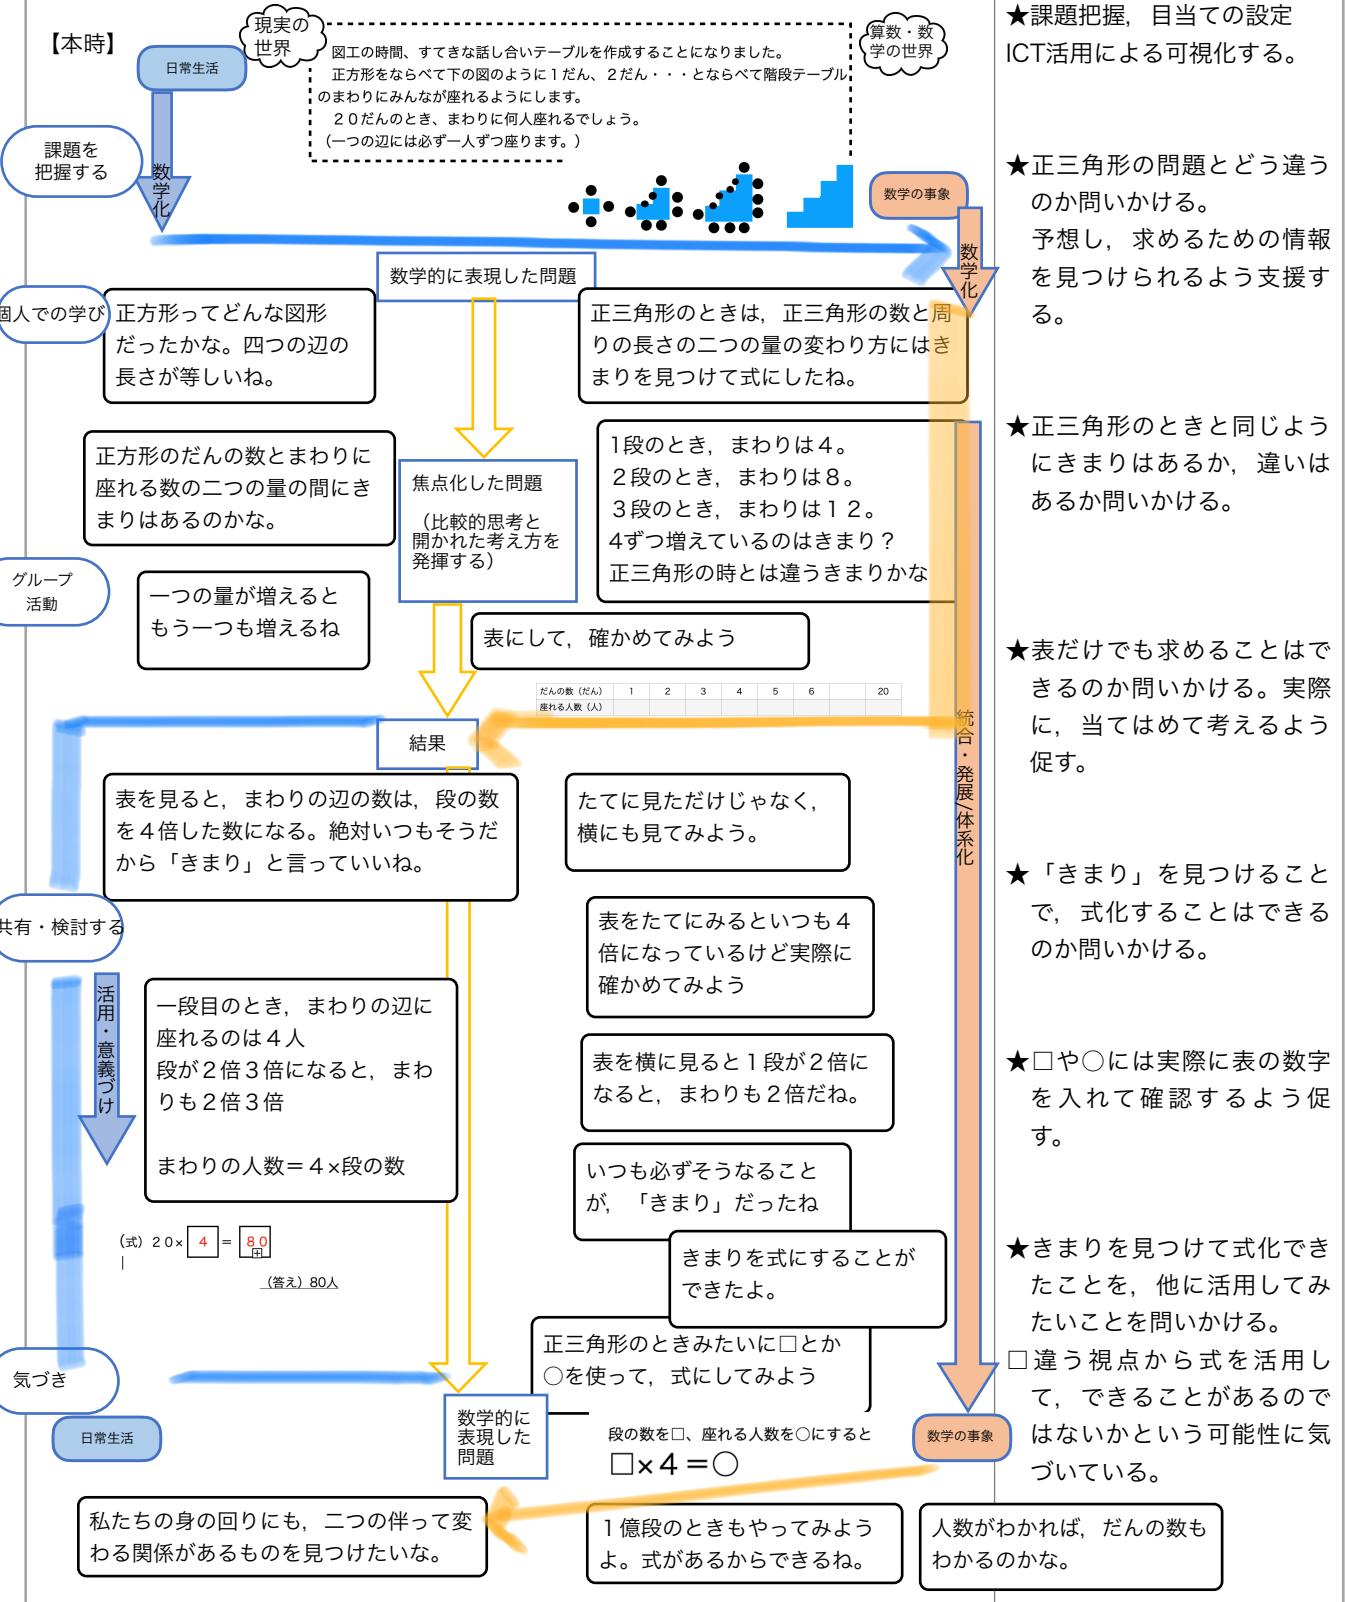 【本時】
日常生活
現実の
世界
算数・数
学の世界
図工の時間、すてきな話し合いテーブルを作成することになりました。
正方形をならべて下の図のように１だん、２だん・・・とならべて階段テーブル
のまわりにみんなが座れるようにします。
２０だんのとき、まわりに何人座れるでしょう。
（一つの辺には必ず一人ずつ座ります。）
課題を
把握する
数学化
数学の事象
数学化
数学的に表現した問題
個人での学び
正方形ってどんな図形
だったかな。四つの辺の
長さが等しいね。
正三角形のときは，正三角形の数と周
りの長さの二つの量の変わり方にはき
まりを見つけて式にしたね。
正方形のだんの数とまわりに
座れる数の二つの量の間にき
まりはあるのかな。
焦点化した問題
（比較的思考と
開かれた考え方を
発揮する）
1段のとき，まわりは４。
２段のとき，まわりは８。
３段のとき，まわりは１２。
4ずつ増えているのはきまり？
正三角形の時とは違うきまりかな
グループ
活動
一つの量が増えると
もう一つも増えるね
表にして，確かめてみよう
だんの数（だん） 1 2 3 4 5 6 20
座れる人数（人）
結果
統合・発展/体系化
表を見ると，まわりの辺の数は，段の数
を４倍した数になる。絶対いつもそうだ
から「きまり」と言っていいね。
たてに見ただけじゃなく，
横にも見てみよう。
共有・検討する
表をたてにみるといつも４
倍になっているけど実際に
確かめてみよう
活用・意義づけ
一段目のとき，まわりの辺に
座れるのは４人
段が２倍３倍になると，まわ
りも２倍３倍
まわりの人数＝４×段の数
表を横に見ると１段が２倍に
なると，まわりも２倍だね。
いつも必ずそうなること
が，「きまり」だったね
きまりを式にすることが
できたよ。
（式）２０× 4 ＝ 80
（答え）80人
正三角形のときみたいに□とか
○を使って，式にしてみよう
気づき
日常生活
数学的に
表現した
問題
段の数を□、座れる人数を○にすると
□×４＝○
数学の事象
私たちの身の回りにも，二つの伴って変
わる関係があるものを見つけたいな。
１億段のときもやってみよう
よ。式があるからできるね。
人数がわかれば，だんの数も
わかるのかな。
★課題把握，目当ての設定
ICT活用による可視化する。
★正三角形の問題とどう違う
のか問いかける。
予想し，求めるための情報
を見つけられるよう支援す
る。
★正三角形のときと同じよう
にきまりはあるか，違いは
あるか問いかける。
★表だけでも求めることはで
きるのか問いかける。実際
に，当てはめて考えるよう
促す。
★「きまり」を見つけること
で，式化することはできる
のか問いかける。
★□や○には実際に表の数字
を入れて確認するよう促
す。
★きまりを見つけて式化でき
たことを，他に活用してみ
たいことを問いかける。
□違う視点から式を活用し
て，できることがあるので
はないかという可能性に気
づいている。